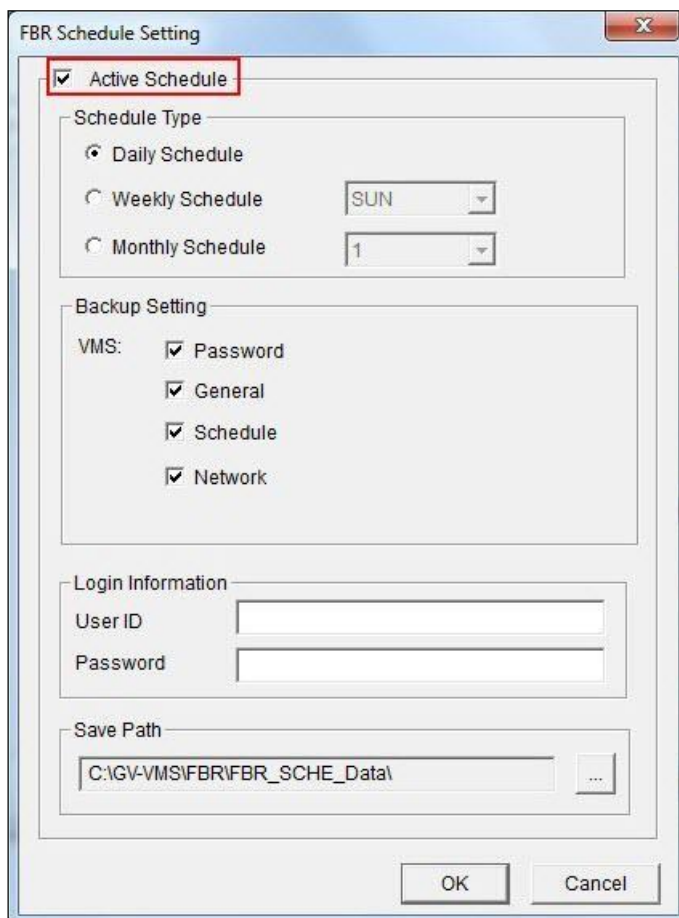 FBR Schedule Setting
Active Schedule
Schedule Type
Daily Schedule
Weekly Schedule SUN
Monthly Schedule 1
Backup Setting
VMS: Password
General
Schedule
Network
Login Information
User ID
Password
Save Path
C:\GV-VMS\FBR\FBR_SCHE_Data\ ...
OK Cancel